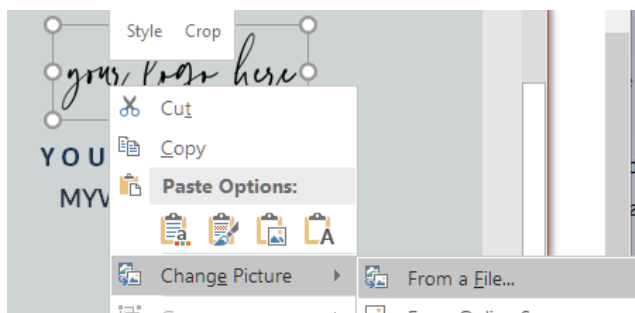 Style Crop
your logo here
Cut
Copy
YOU
Paste Options:
MYV
Change Picture
From a File...